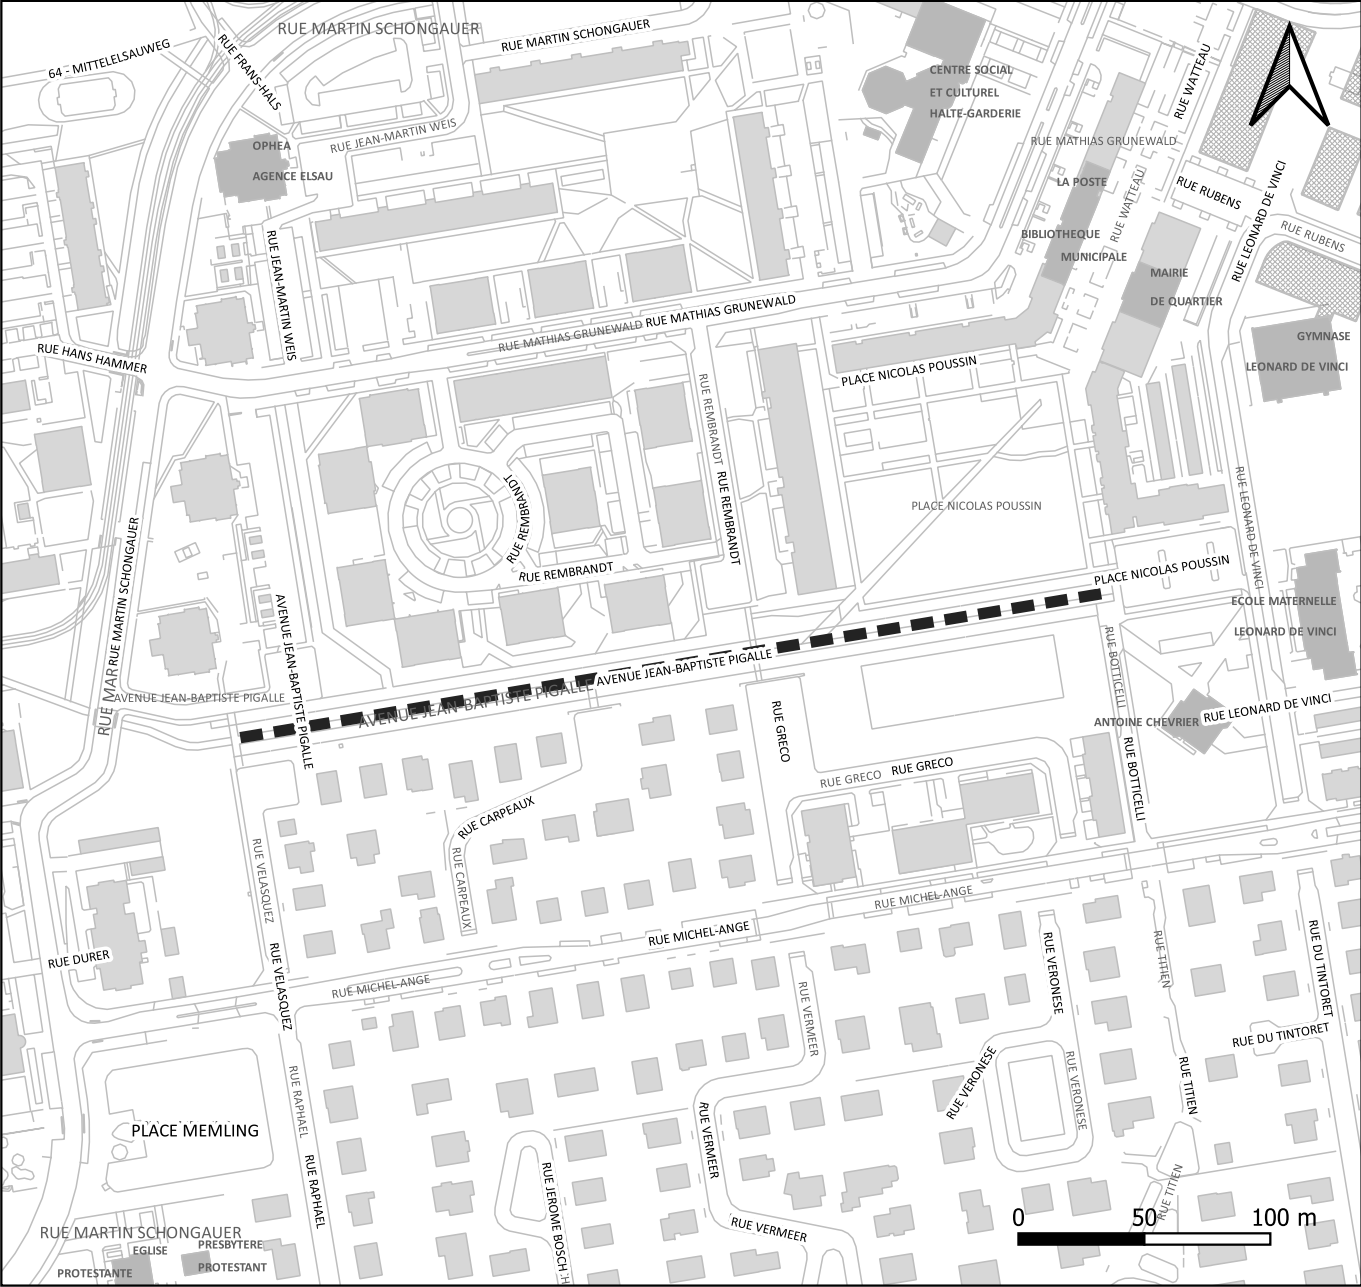 RUE MARTIN SCHONGAUER
RUE MARTIN SCHONGAUER
64 - MITTELELSAUWEG
RUE FRANS-HALS
CENTRE SOCIAL
ET CULTUREL
HALTE-GARDERIE
RUE WATTEAU
OPHEA
AGENCE ELSAU
RUE JEAN-MARTIN WEIS
RUE MATHIAS GRUNEWALD
LA POSTE
RUE WATTEAU
RUE RUBENS
RUE LEONARD DE VINCI
RUE RUBENS
BIBLIOTHEQUE
MUNICIPALE
MAIRIE
DE QUARTIER
RUE JEAN-MARTIN WEIS
RUE MATHIAS GRUNEWALD
RUE MATHIAS GRUNEWALD
GYMNASE
LEONARD DE VINCI
RUE HANS HAMMER
PLACE NICOLAS POUSSIN
RUE REMBRANDT
RUE REMBRANDT
RUE REMBRANDT
RUE REMBRANDT
PLACE NICOLAS POUSSIN
RUE LEONARD DE VINCI
PLACE NICOLAS POUSSIN
ECOLE MATERNELLE
LEONARD DE VINCI
RUE MARTIN SCHONGAUER
RUE MAR
AVENUE JEAN-BAPTISTE PIGALLE
AVENUE JEAN-BAPTISTE PIGALLE
AVENUE JEAN-BAPTISTE PIGALLE
AVENUE JEAN-BAPTISTE PIGALLE
RUE BOTTICELLI
ANTOINE CHEVRIER
RUE LEONARD DE VINCI
RUE GRECO
RUE GRECO
RUE GRECO
RUE BOTTICELLI
RUE CARPEAUX
RUE CARPEAUX
RUE VELASQUEZ
RUE MICHEL-ANGE
RUE MICHEL-ANGE
RUE MICHEL-ANGE
RUE DURER
RUE VELASQUEZ
RUE VERMEER
RUE VERONESE
RUE TITIEN
RUE DU TINTORET
RUE DU TINTORET
RUE RAPHAEL
RUE VERONESE
RUE VERONESE
RUE TITIEN
PLACE MEMLING
RUE VERMEER
RUE RAPHAEL
RUE JEROME BOSCH
RUE VERMEER
RUE TITIEN
RUE MARTIN SCHONGAUER
EGLISE
PROTESTANTE
PRESBYTERE
PROTESTANT
0 50 100 m